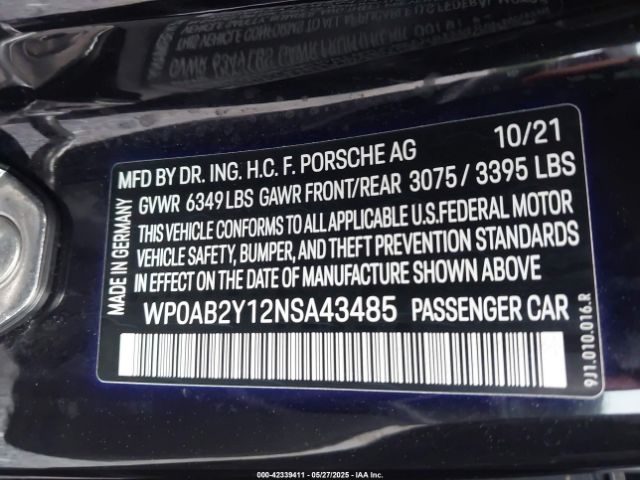 MFD BY DR. ING. H.C. F. PORSCHE AG 10/21
GVWR 6349 LBS GAWR FRONT/REAR 3075 / 3395 LBS
THIS VEHICLE CONFORMS TO ALL APPLICABLE U.S.FEDERAL MOTOR
VEHICLE SAFETY, BUMPER, AND THEFT PREVENTION STANDARDS
IN EFFECT ON THE DATE OF MANUFACTURE SHOWN ABOVE
WP0AB2Y12NSA43485 PASSENGER CAR
MADE IN GERMANY
9J1.010.016.R
000-42339411 - 05/27/2025 - IAAI